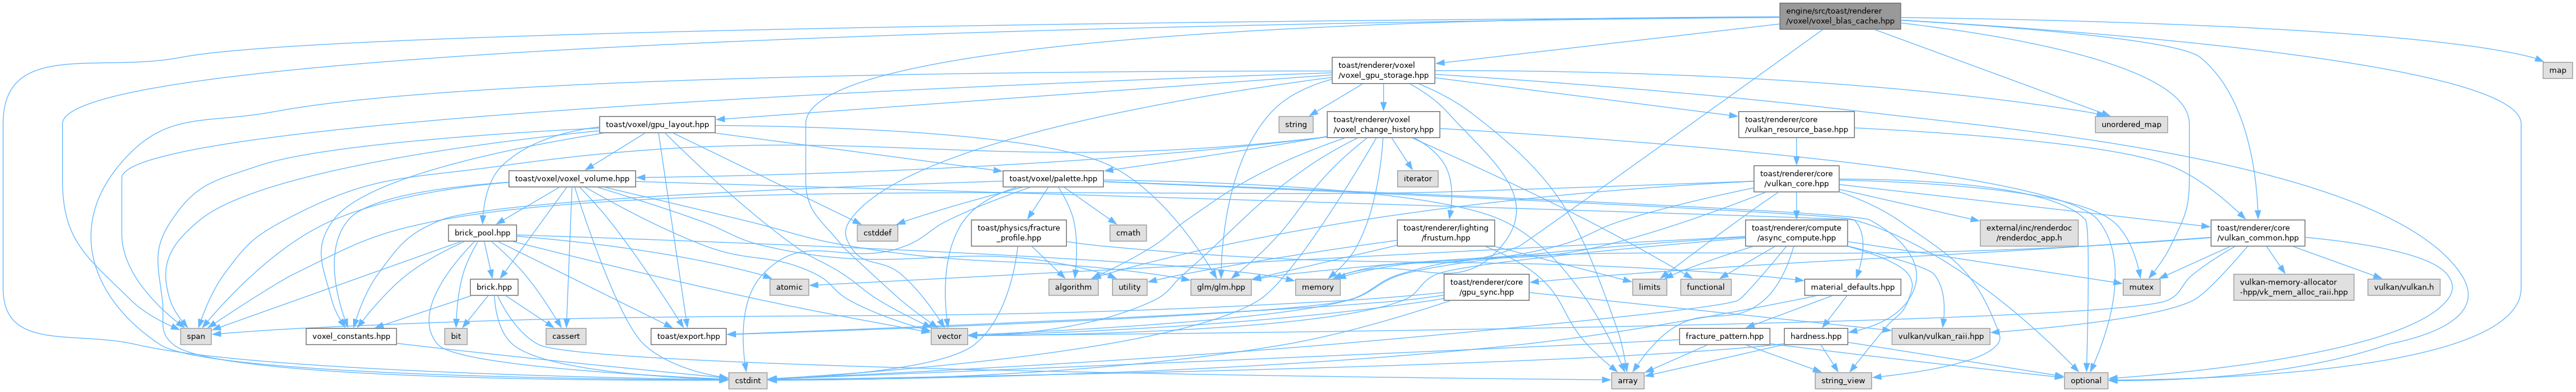 engine/src/toast/renderer
/voxel/voxel_blas_cache.hpp
toast/renderer/voxel
/voxel_gpu_storage.hpp
map
toast/voxel/gpu_layout.hpp
string
toast/renderer/voxel
/voxel_change_history.hpp
toast/renderer/core
/vulkan_resource_base.hpp
unordered_map
toast/voxel/voxel_volume.hpp
toast/voxel/palette.hpp
iterator
toast/renderer/core
/vulkan_core.hpp
brick_pool.hpp
cstddef
toast/physics/fracture
_profile.hpp
cmath
toast/renderer/lighting
/frustum.hpp
toast/renderer/compute
/async_compute.hpp
external/inc/renderdoc
/renderdoc_app.h
toast/renderer/core
/vulkan_common.hpp
brick.hpp
atomic
algorithm
utility
glm/glm.hpp
memory
toast/renderer/core
/gpu_sync.hpp
limits
functional
material_defaults.hpp
mutex
vulkan-memory-allocator
-hpp/vk_mem_alloc_raii.hpp
vulkan/vulkan.h
span
voxel_constants.hpp
bit
cassert
toast/export.hpp
vector
fracture_pattern.hpp
hardness.hpp
vulkan/vulkan_raii.hpp
cstdint
array
string_view
optional